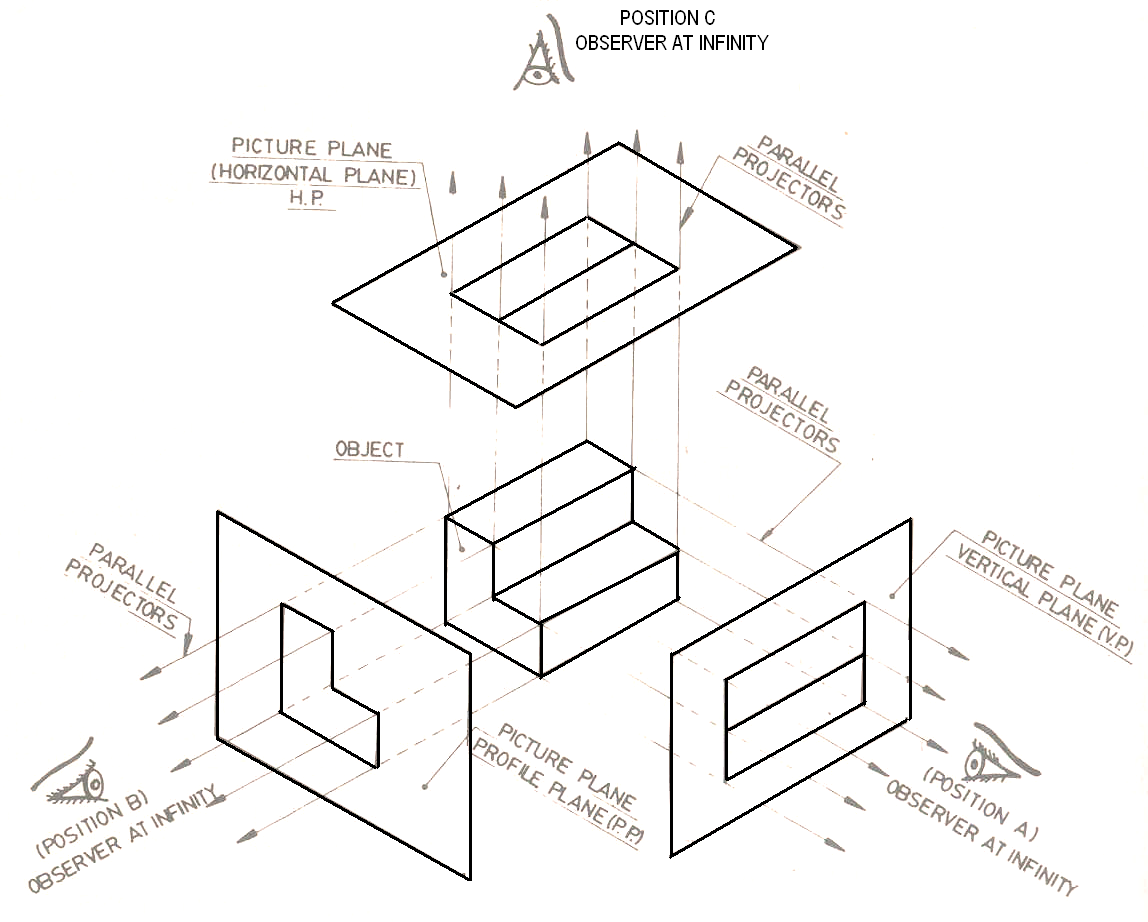 POSITION C
OBSERVER AT INFINITY
PICTURE PLANE
(HORIZONTAL PLANE)
H.P.
PARALLEL
PROJECTORS
PARALLEL
PROJECTORS
OBJECT
PARALLEL
PROJECTORS
PICTURE PLANE
VERTICAL PLANE (V.P)
PICTURE PLANE
PROFILE PLANE (P.P.)
(POSITION B)
OBSERVER AT INFINITY
(POSITION A)
OBSERVER AT INFINITY